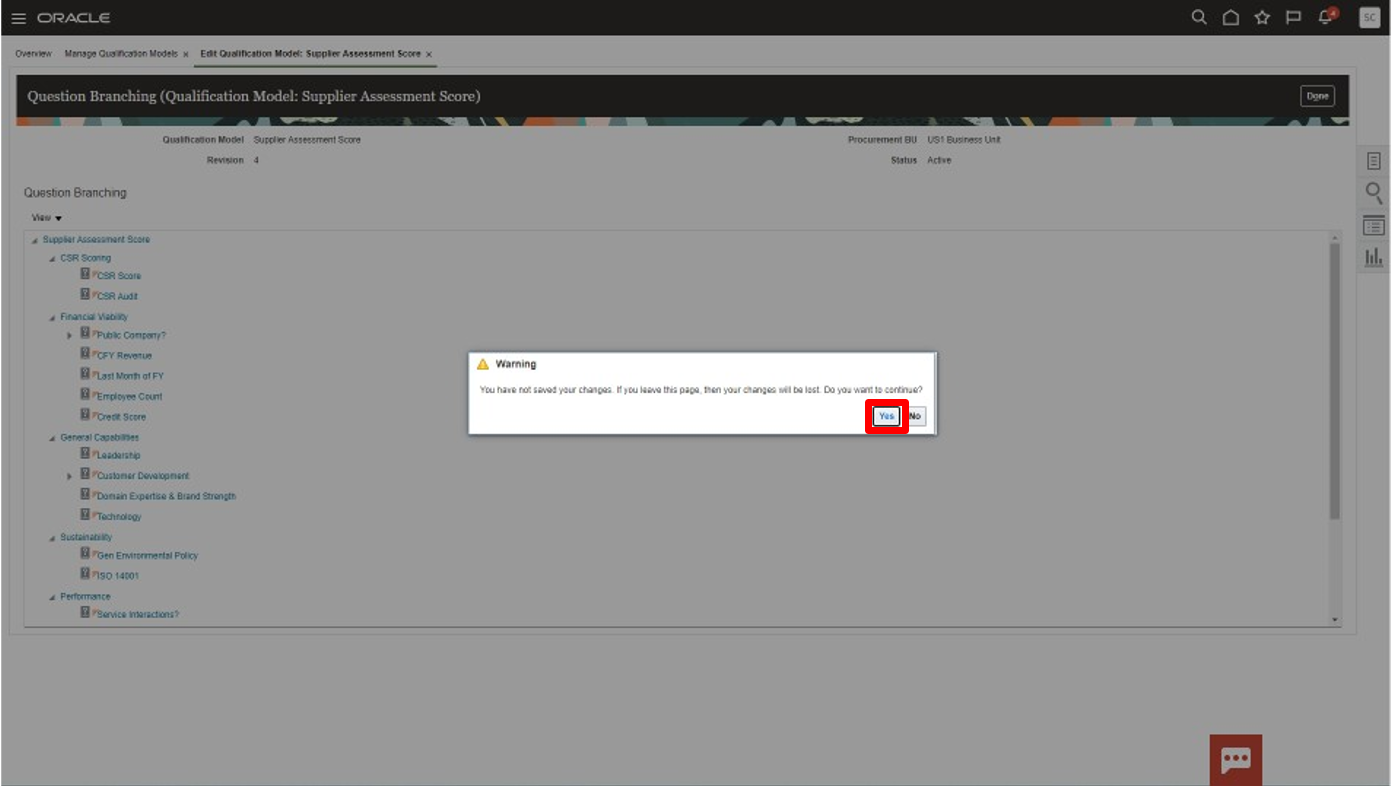 ORACLE
4
SC
Overview Manage Qualification Models × Edit Qualification Model: Supplier Assessment Score ×
Question Branching (Qualification Model: Supplier Assessment Score)
Done
Qualification Model Supplier Assessment Score
Procurement BU US1 Business Unit
Revision 4
Status Active
Question Branching
View
Supplier Assessment Score
CSR Scoring
CSR Score
CSR Audit
Financial Viability
Public Company?
CFY Revenue
Last Month of FY
Employee Count
Credit Score
General Capabilities
Leadership
Customer Development
Domain Expertise & Brand Strength
Technology
Sustainability
Gen Environmental Policy
ISO 14001
Performance
Service Interactions?
Warning
You have not saved your changes. If you leave this page, then your changes will be lost. Do you want to continue?
Yes No